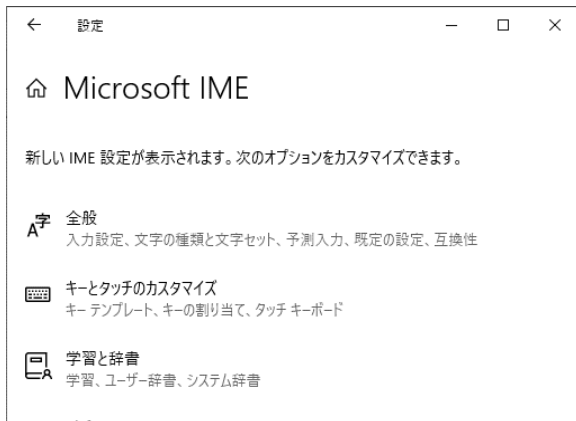 設定
Microsoft IME
新しい IME 設定が表示されます。次のオプションをカスタマイズできます。
全般
入力設定、文字の種類と文字セット、予測入力、既定の設定、互換性
キーとタッチのカスタマイズ
キー テンプレート、キーの割り当て、タッチ キーボード
学習と辞書
学習、ユーザー辞書、システム辞書